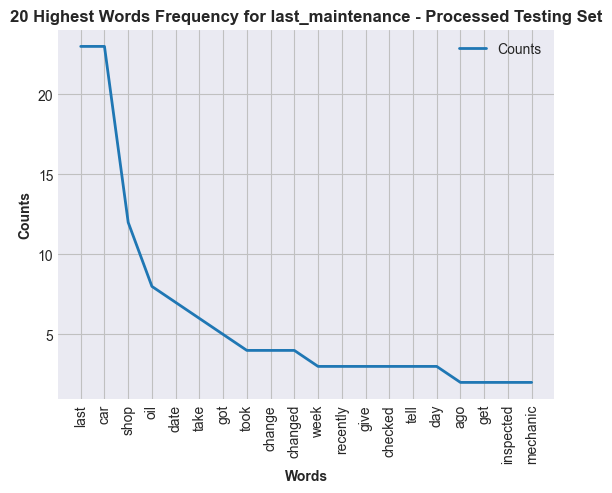 20 Highest Words Frequency for last_maintenance - Processed Testing Set
Counts
20
15
10
5
Counts
last
car
shop
oil
date
take
got
took
change
changed
week
recently
give
checked
tell
day
ago
get
inspected
mechanic
Words